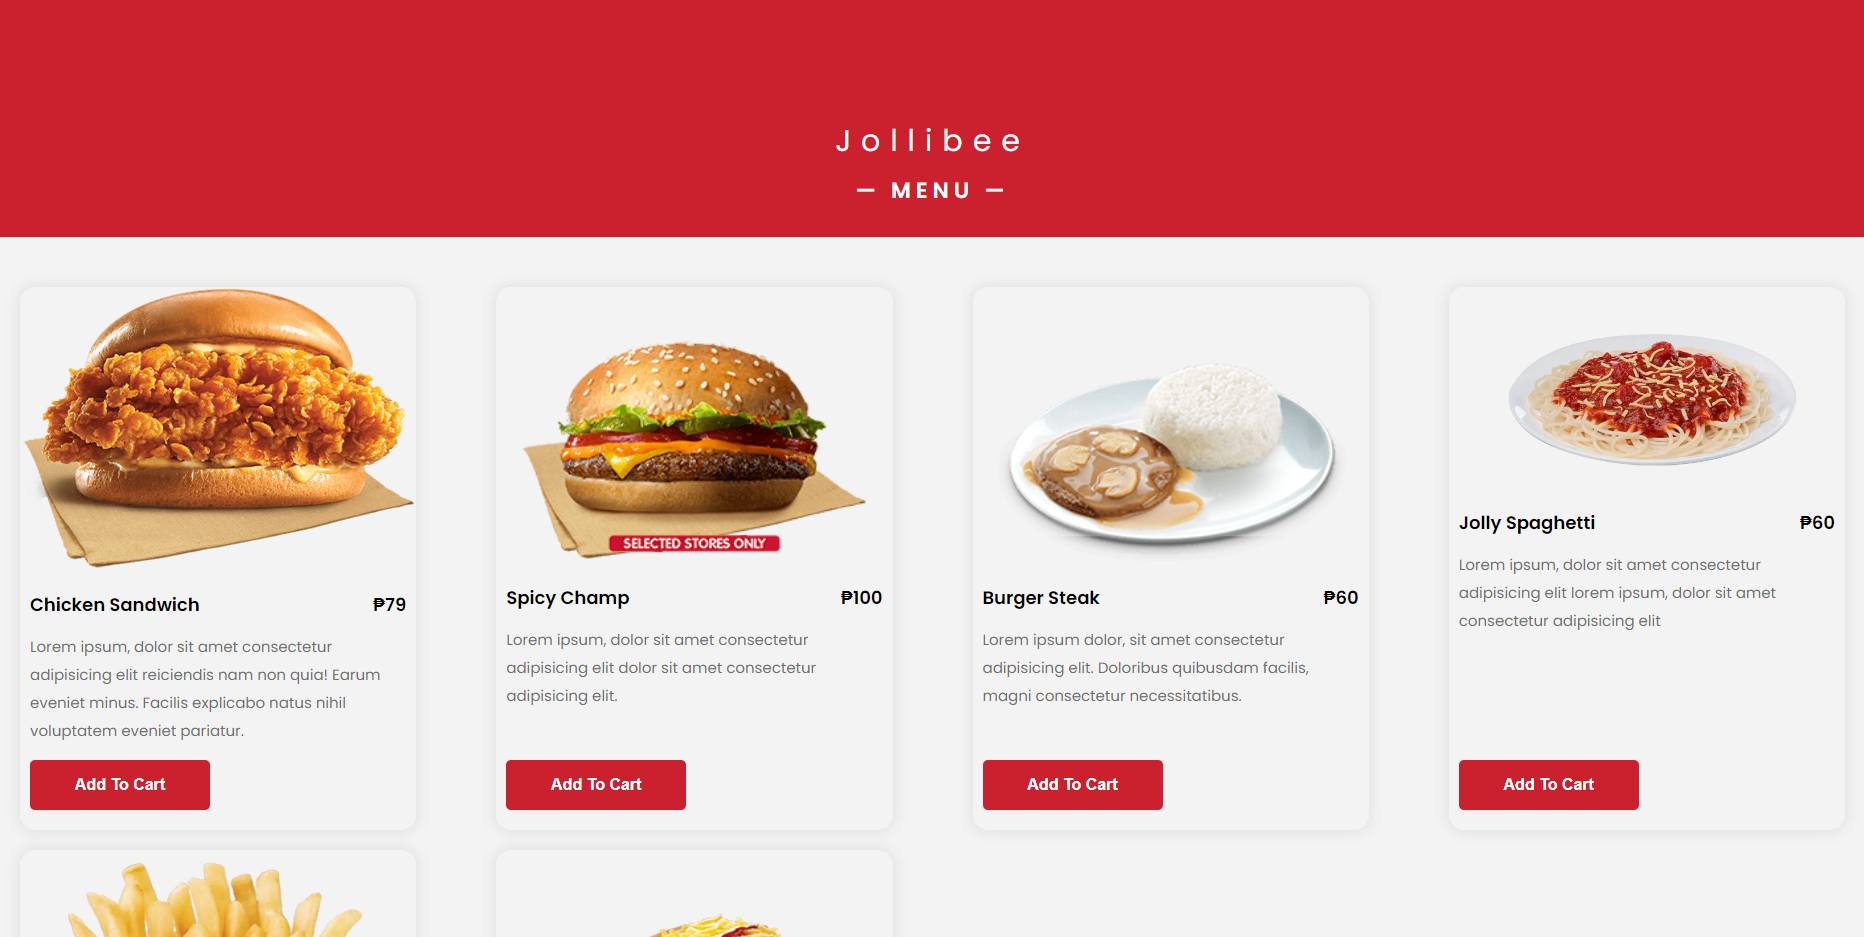 Jollibee
— MENU —
SELECTED STORES ONLY
Chicken Sandwich ₱79
Lorem ipsum, dolor sit amet consectetur
adipisicing elit reiciendis nam non quia! Earum
eveniet minus. Facilis explicabo natus nihil
voluptatem eveniet pariatur.
Add To Cart
Spicy Champ ₱100
Lorem ipsum, dolor sit amet consectetur
adipisicing elit dolor sit amet consectetur
adipisicing elit.
Add To Cart
Burger Steak ₱60
Lorem ipsum dolor, sit amet consectetur
adipisicing elit. Doloribus quibusdam facilis,
magni consectetur necessitatibus.
Add To Cart
Jolly Spaghetti ₱60
Lorem ipsum, dolor sit amet consectetur
adipisicing elit lorem ipsum, dolor sit amet
consectetur adipisicing elit
Add To Cart